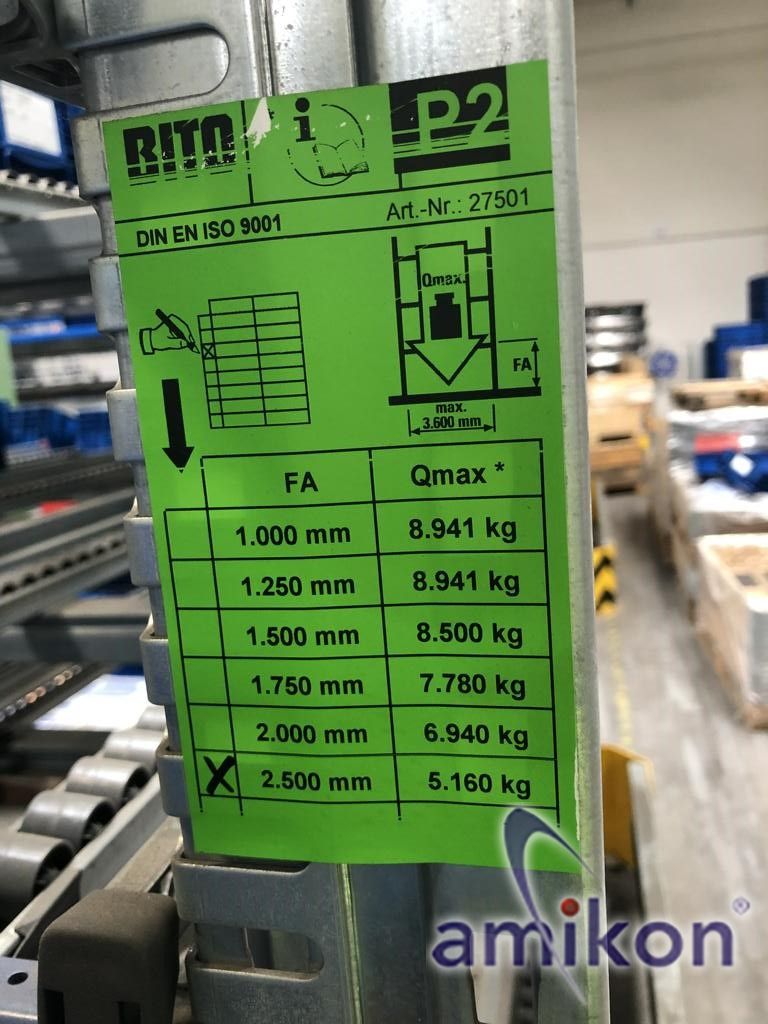 BITO
i
P2
DIN EN ISO 9001
Art.-Nr.: 27501
Qmax.
FA
max.
3.600 mm
FA Qmax *
1.000 mm 8.941 kg
1.250 mm 8.941 kg
1.500 mm 8.500 kg
1.750 mm 7.780 kg
2.000 mm 6.940 kg
X 2.500 mm 5.160 kg
amikon®